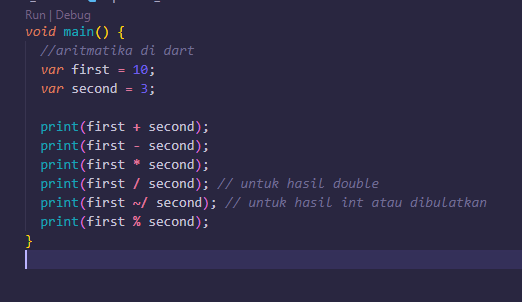 Run | Debug
void main() {
//aritmatika di dart
var first = 10;
var second = 3;
print(first + second);
print(first - second);
print(first * second);
print(first / second); // untuk hasil double
print(first ~/ second); // untuk hasil int atau dibulatkan
print(first % second);
}